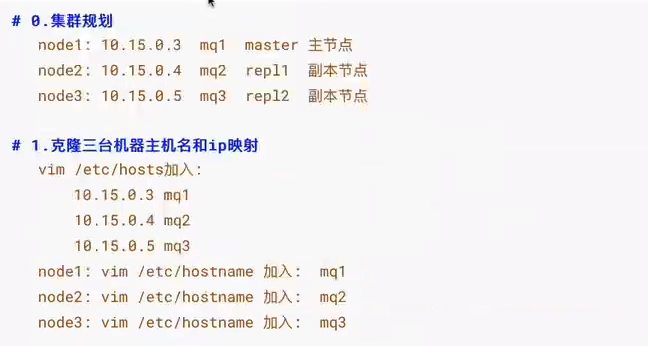 # 0.集群规划
node1: 10.15.0.3 mq1 master 主节点
node2: 10.15.0.4 mq2 repl1 副本节点
node3: 10.15.0.5 mq3 repl2 副本节点
# 1.克隆三台机器主机名和ip映射
vim /etc/hosts加入:
10.15.0.3 mq1
10.15.0.4 mq2
10.15.0.5 mq3
node1: vim /etc/hostname 加入: mq1
node2: vim /etc/hostname 加入: mq2
node3: vim /etc/hostname 加入: mq3